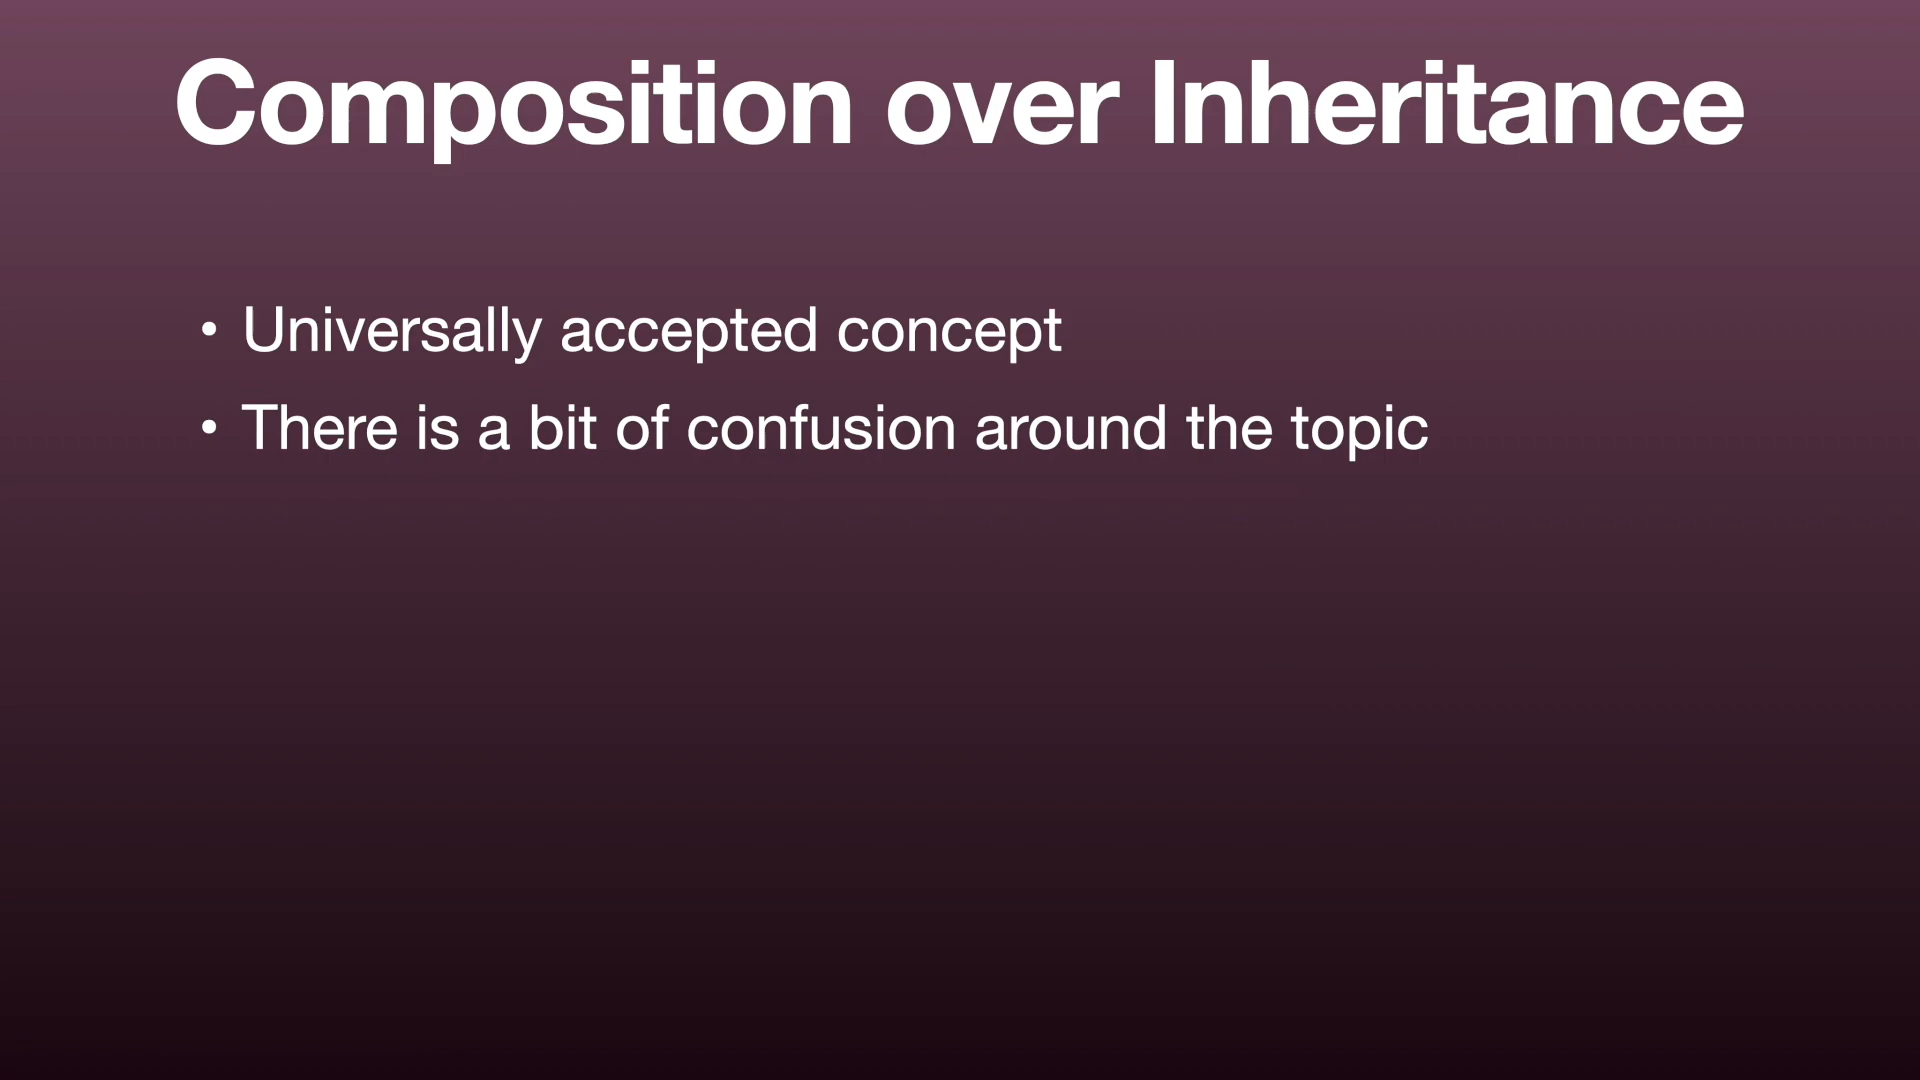 Composition over Inheritance
• Universally accepted concept
• There is a bit of confusion around the topic